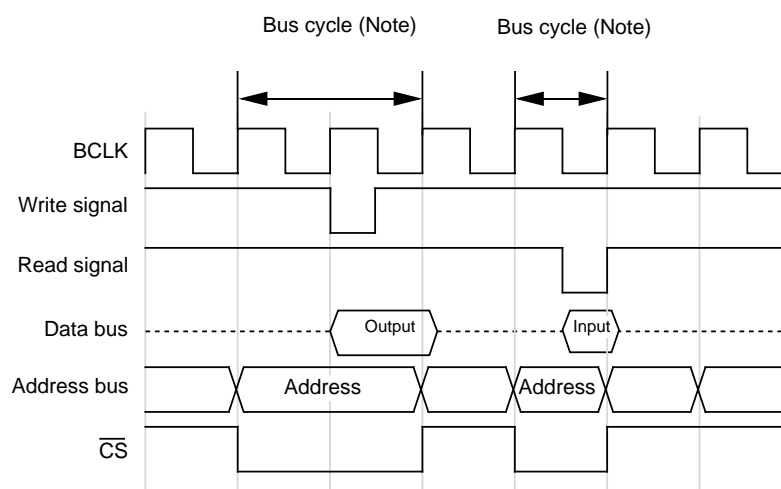 Bus cycle (Note) Bus cycle (Note)
BCLK
Write signal
Read signal
Data bus Output Input
Address bus Address Address
C̅S̅